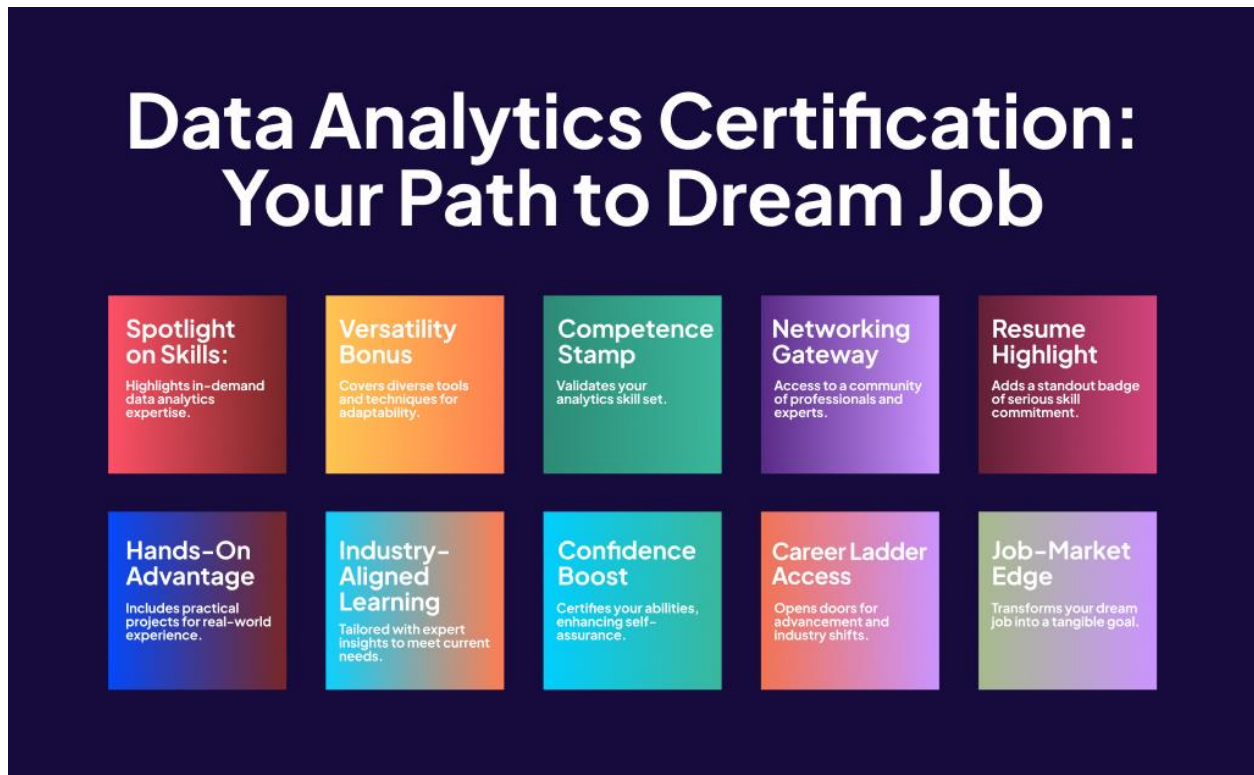 Data Analytics Certification:
Your Path to Dream Job
Spotlight
on Skills:
Highlights in-demand
data analytics
expertise.
Versatility
Bonus
Covers diverse tools
and techniques for
adaptability.
Competence
Stamp
Validates your
analytics skill set.
Networking
Gateway
Access to a community
of professionals and
experts.
Resume
Highlight
Adds a standout badge
of serious skill
commitment.
Hands-On
Advantage
Includes practical
projects for real-world
experience.
Industry-
Aligned
Learning
Tailored with expert
insights to meet current
needs.
Confidence
Boost
Certifies your abilities,
enhancing self-
assurance.
Career Ladder
Access
Opens doors for
advancement and
industry shifts.
Job-Market
Edge
Transforms your dream
job into a tangible goal.